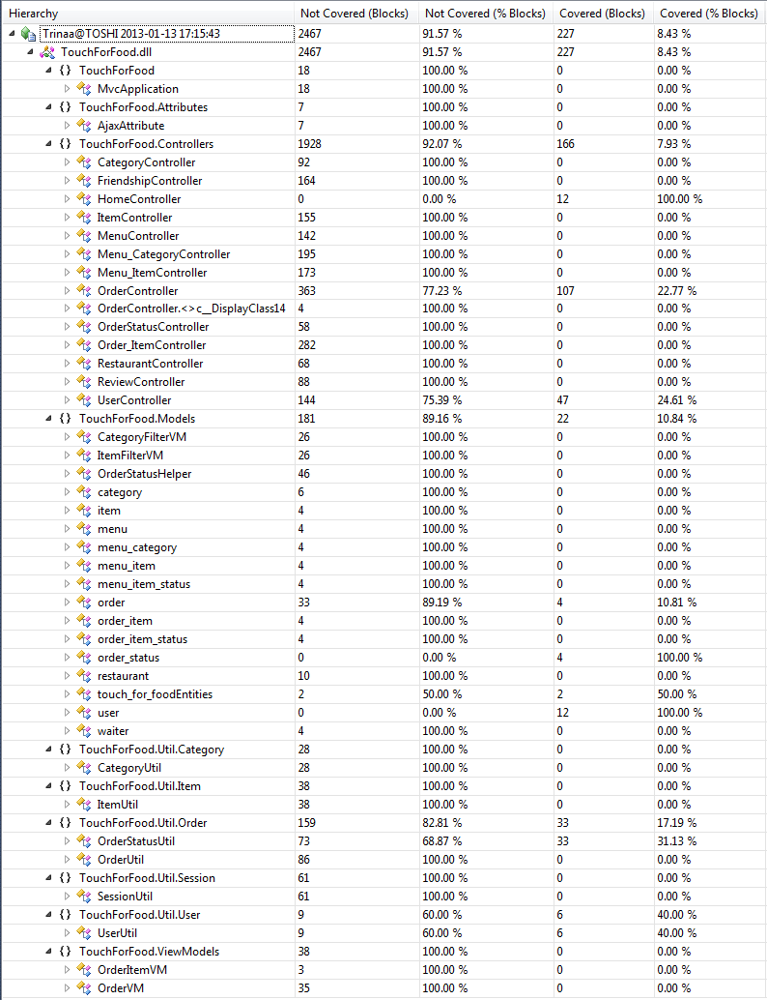 Hierarchy Not Covered (Blocks) Not Covered (% Blocks) Covered (Blocks) Covered (% Blocks)
Trinaa@TOSHI 2013-01-13 17:15:43 2467 91.57 % 227 8.43 %
TouchForFood.dll 2467 91.57 % 227 8.43 %
{} TouchForFood 18 100.00 % 0 0.00 %
MvcApplication 18 100.00 % 0 0.00 %
{} TouchForFood.Attributes 7 100.00 % 0 0.00 %
AjaxAttribute 7 100.00 % 0 0.00 %
{} TouchForFood.Controllers 1928 92.07 % 166 7.93 %
CategoryController 92 100.00 % 0 0.00 %
FriendshipController 164 100.00 % 0 0.00 %
HomeController 0 0.00 % 12 100.00 %
ItemController 155 100.00 % 0 0.00 %
MenuController 142 100.00 % 0 0.00 %
Menu_CategoryController 195 100.00 % 0 0.00 %
Menu_ItemController 173 100.00 % 0 0.00 %
OrderController 363 77.23 % 107 22.77 %
OrderController.<>c__DisplayClass14 4 100.00 % 0 0.00 %
OrderStatusController 58 100.00 % 0 0.00 %
Order_ItemController 282 100.00 % 0 0.00 %
RestaurantController 68 100.00 % 0 0.00 %
ReviewController 88 100.00 % 0 0.00 %
UserController 144 75.39 % 47 24.61 %
{} TouchForFood.Models 181 89.16 % 22 10.84 %
CategoryFilterVM 26 100.00 % 0 0.00 %
ItemFilterVM 26 100.00 % 0 0.00 %
OrderStatusHelper 46 100.00 % 0 0.00 %
category 6 100.00 % 0 0.00 %
item 4 100.00 % 0 0.00 %
menu 4 100.00 % 0 0.00 %
menu_category 4 100.00 % 0 0.00 %
menu_item 4 100.00 % 0 0.00 %
menu_item_status 4 100.00 % 0 0.00 %
order 33 89.19 % 4 10.81 %
order_item 4 100.00 % 0 0.00 %
order_item_status 4 100.00 % 0 0.00 %
order_status 0 0.00 % 4 100.00 %
restaurant 10 100.00 % 0 0.00 %
touch_for_foodEntities 2 50.00 % 2 50.00 %
user 0 0.00 % 12 100.00 %
waiter 4 100.00 % 0 0.00 %
{} TouchForFood.Util.Category 28 100.00 % 0 0.00 %
CategoryUtil 28 100.00 % 0 0.00 %
{} TouchForFood.Util.Item 38 100.00 % 0 0.00 %
ItemUtil 38 100.00 % 0 0.00 %
{} TouchForFood.Util.Order 159 82.81 % 33 17.19 %
OrderStatusUtil 73 68.87 % 33 31.13 %
OrderUtil 86 100.00 % 0 0.00 %
{} TouchForFood.Util.Session 61 100.00 % 0 0.00 %
SessionUtil 61 100.00 % 0 0.00 %
{} TouchForFood.Util.User 9 60.00 % 6 40.00 %
UserUtil 9 60.00 % 6 40.00 %
{} TouchForFood.ViewModels 38 100.00 % 0 0.00 %
OrderItemVM 3 100.00 % 0 0.00 %
OrderVM 35 100.00 % 0 0.00 %